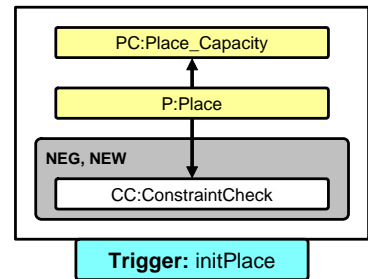 PC:Place_Capacity
P:Place
NEG, NEW
CC:ConstraintCheck
Trigger: initPlace